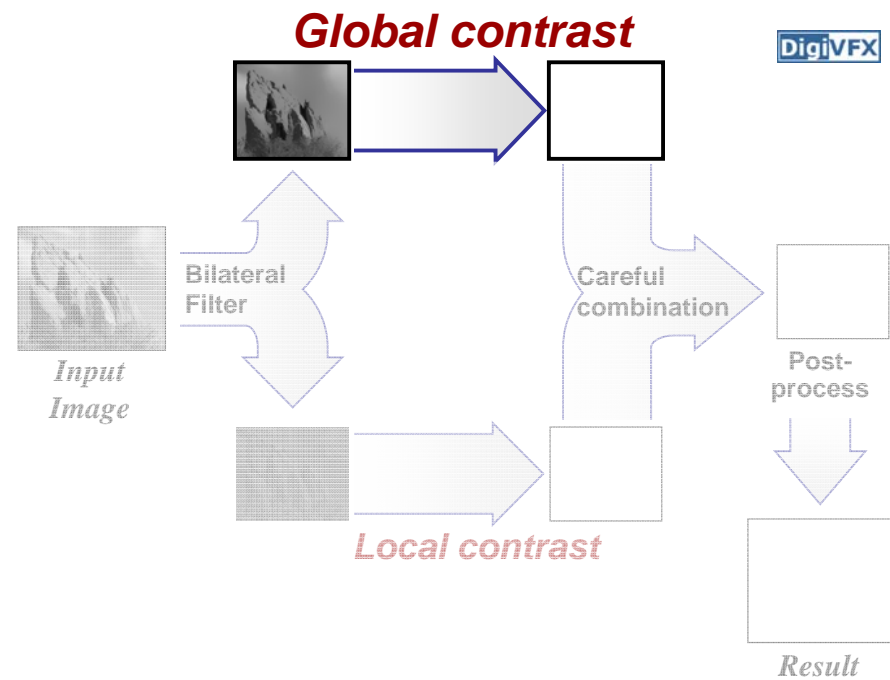 Global contrast
DigiVFX
Bilateral
Filter
Careful
combination
Input
Image
Post-
process
Local contrast
Result